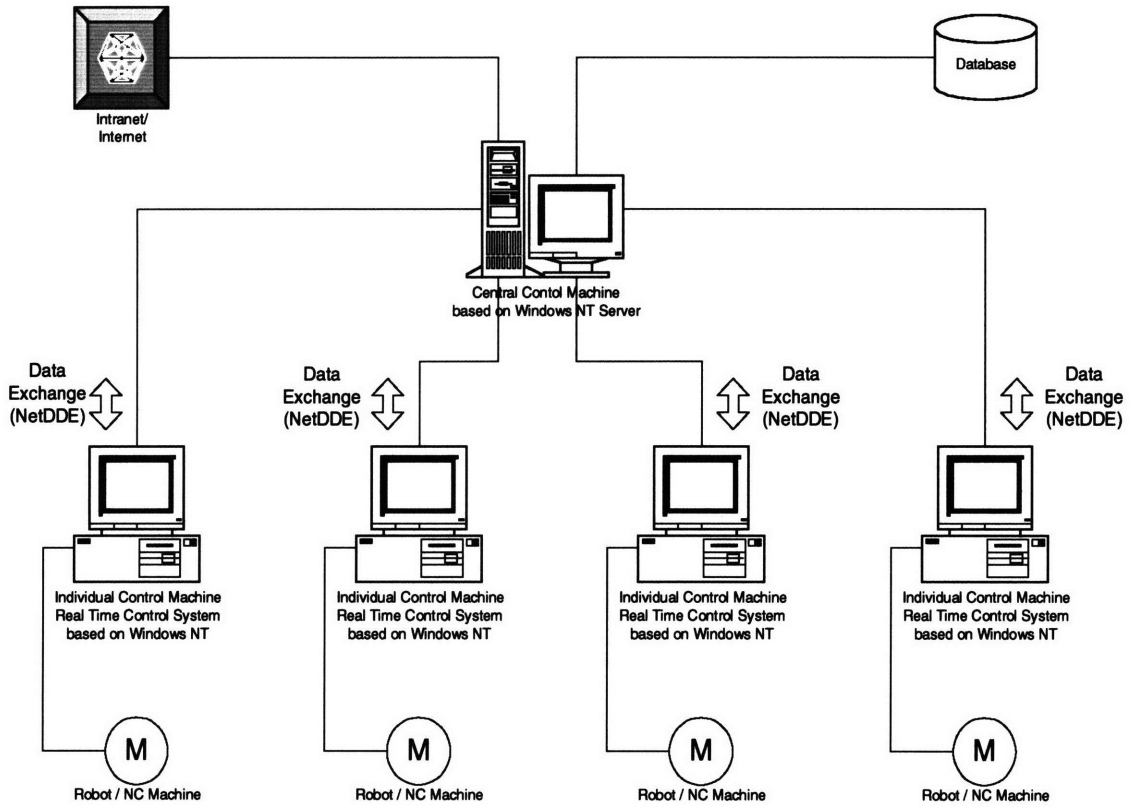 Intranet/
Internet
Database
Central Contol Machine
based on Windows NT Server
Data
Exchange
(NetDDE)
Data
Exchange
(NetDDE)
Data
Exchange
(NetDDE)
Data
Exchange
(NetDDE)
Individual Control Machine
Real Time Control System
based on Windows NT
Individual Control Machine
Real Time Control System
based on Windows NT
Individual Control Machine
Real Time Control System
based on Windows NT
Individual Control Machine
Real Time Control System
based on Windows NT
M
Robot / NC Machine
M
Robot / NC Machine
M
Robot / NC Machine
M
Robot / NC Machine